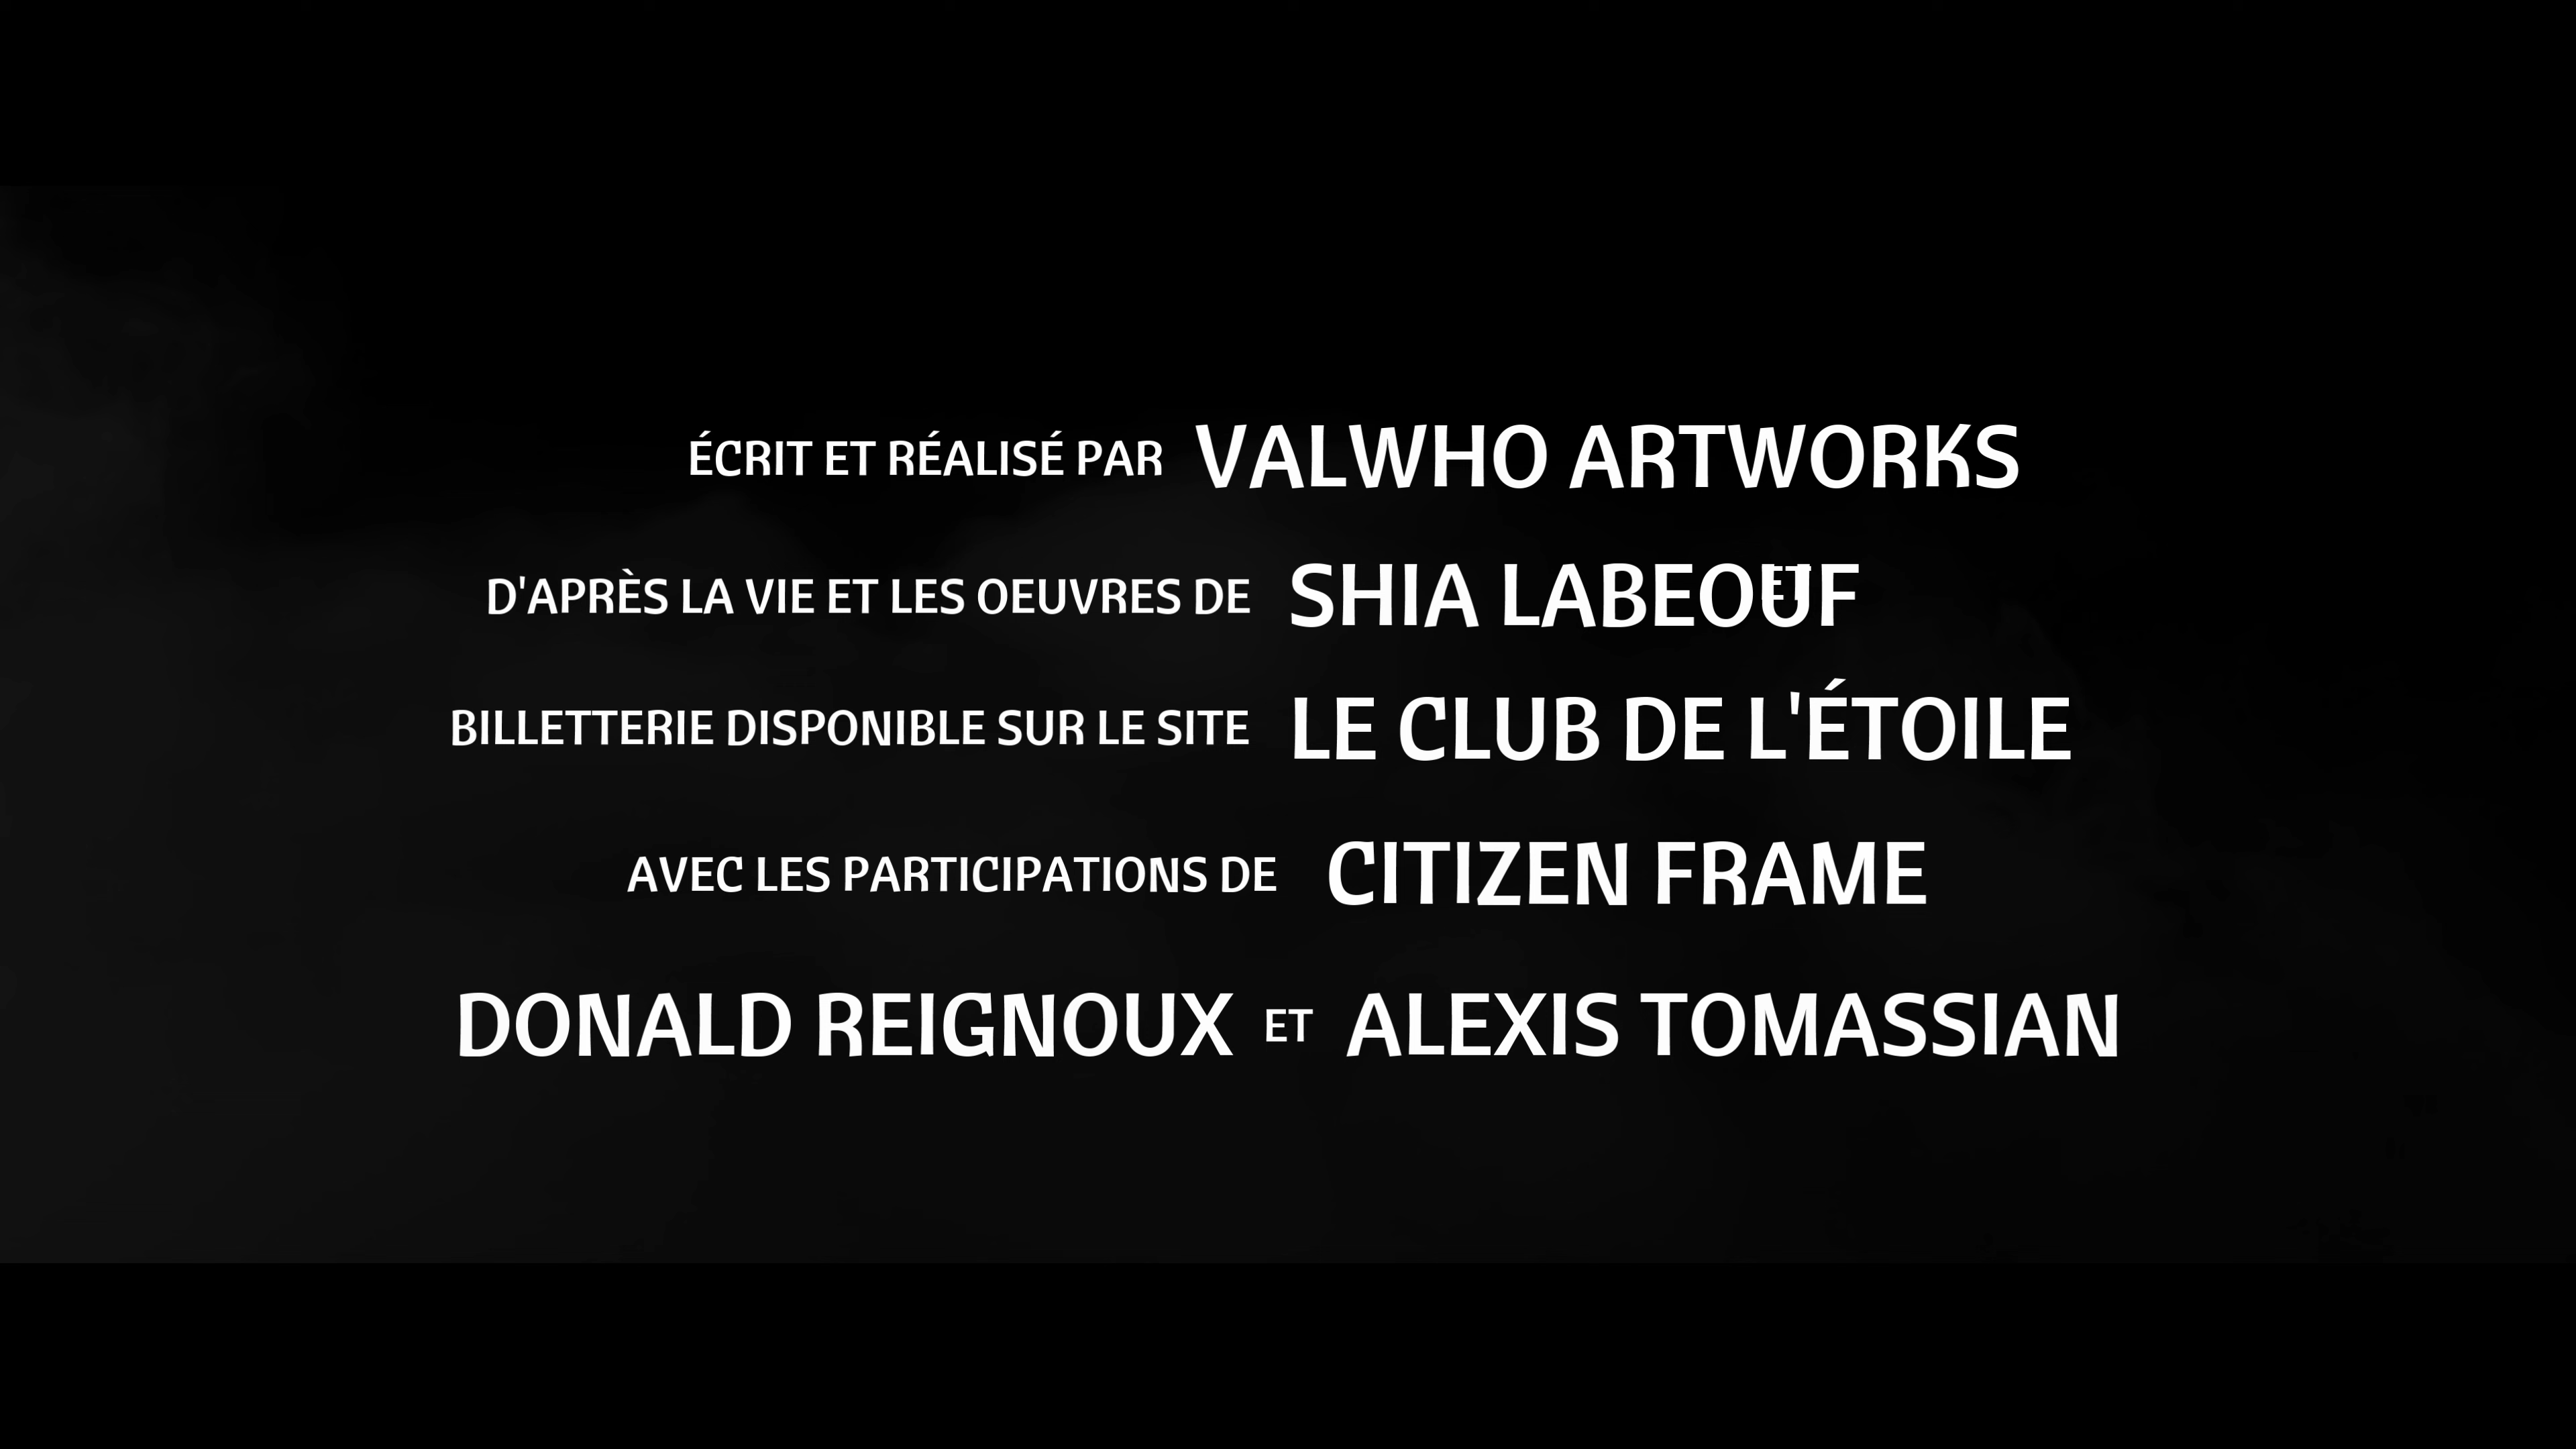 ÉCRIT ET RÉALISÉ PAR VALWHO ARTWORKS
D'APRÈS LA VIE ET LES OEUVRES DE SHIA LABEOUF
ET
BILLETTERIE DISPONIBLE SUR LE SITE LE CLUB DE L'ÉTOILE
AVEC LES PARTICIPATIONS DE CITIZEN FRAME
DONALD REIGNOUX ET ALEXIS TOMASSIAN